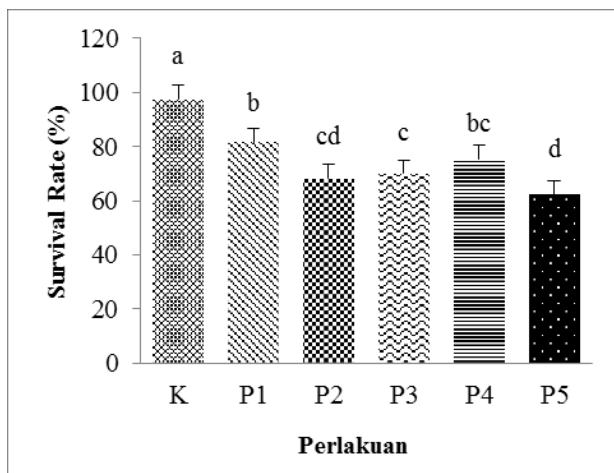 120
100
80
60
40
20
0
Survival Rate (%)
a
b
cd
c
bc
d
K P1 P2 P3 P4 P5
Perlakuan